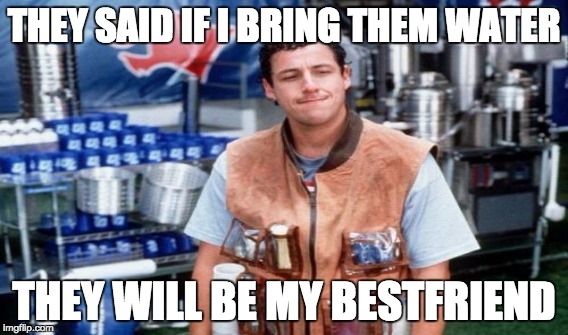 THEY SAID IF I BRING THEM WATER
THEY WILL BE MY BESTFRIEND
imgflip.com